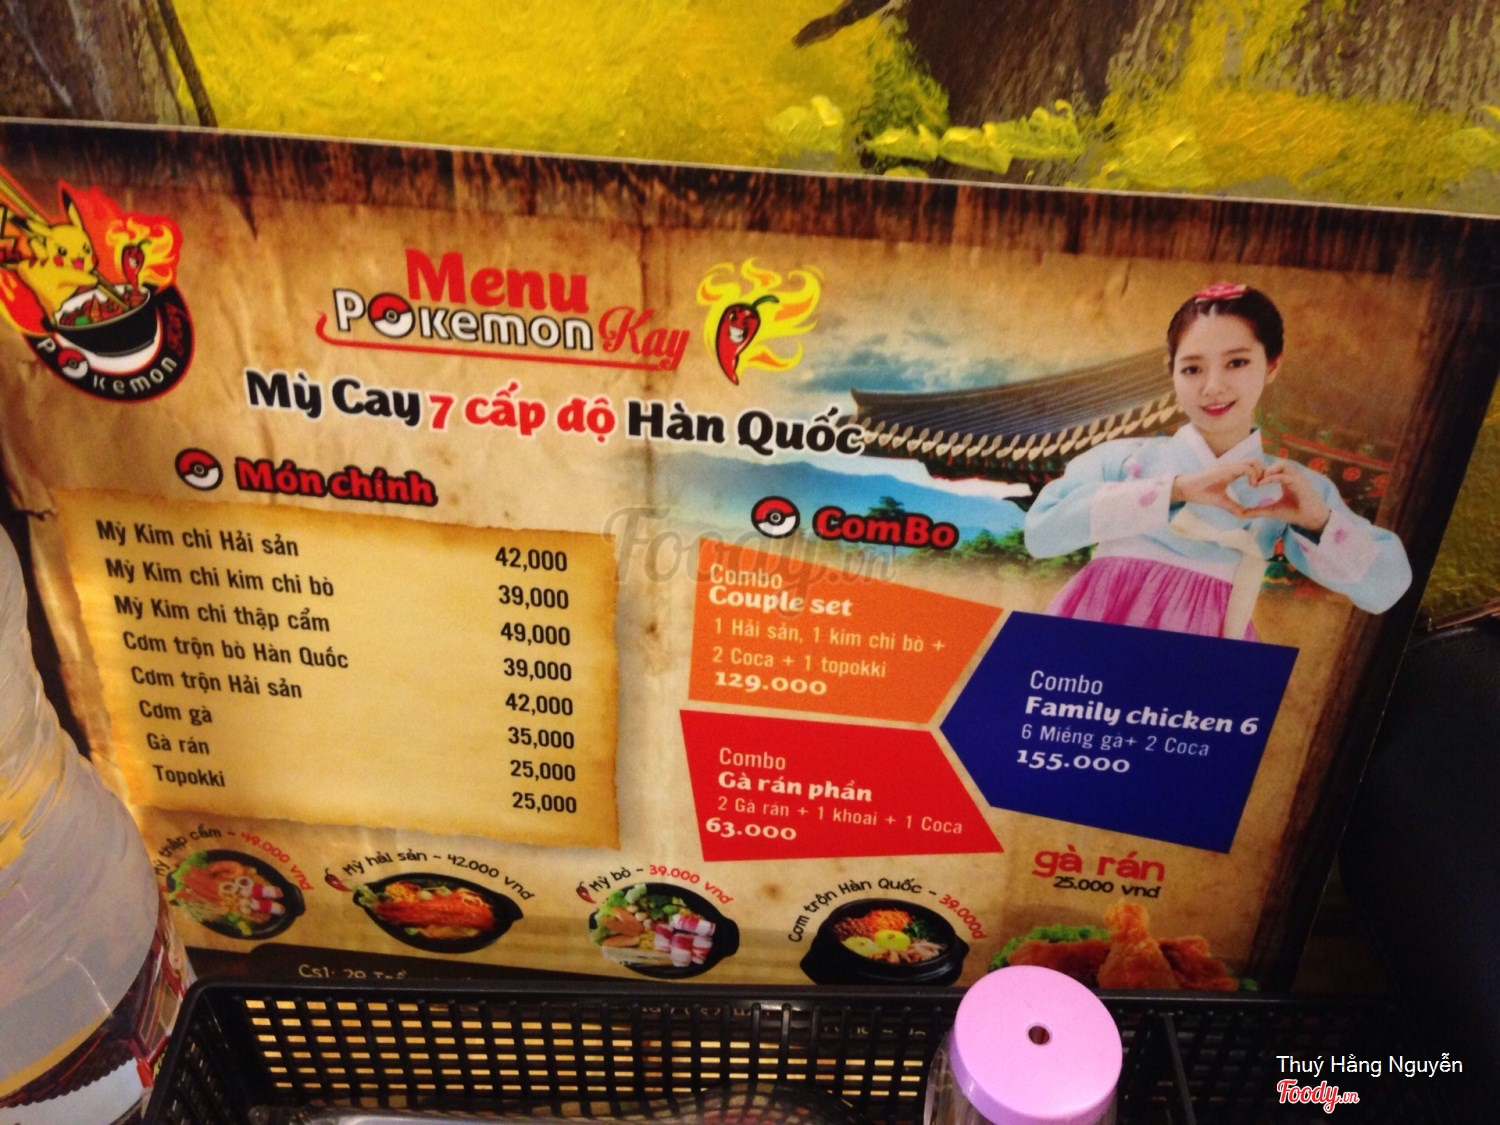 Menu
POKEMON Kay
Mỳ Cay 7 cấp độ Hàn Quốc
POKEMON Kay
Món chính
Mỳ Kim chi Hải sản 42,000
Mỳ Kim chi kim chi bò 39,000
Mỳ Kim chi thập cẩm 49,000
Cơm trộn bò Hàn Quốc 39,000
Cơm trộn Hải sản 42,000
Cơm gà 35,000
Gà rán 25,000
Topokki 25,000
ComBo
Combo
Couple set
1 Hải sản, 1 kim chi bò +
2 Coca + 1 topokki
129.000
Combo
Family chicken 6
6 Miếng gà+ 2 Coca
155.000
Combo
Gà rán phần
2 Gà rán + 1 khoai + 1 Coca
63.000
Mỳ thập cẩm - 49.000 vnđ
Mỳ hải sản - 42.000 vnđ
Mỳ bò - 39.000 vnđ
Cơm trộn Hàn Quốc - 39.000đ
gà rán
25.000 vnđ
Foody.vn
Thuý Hằng Nguyễn
Foody.vn